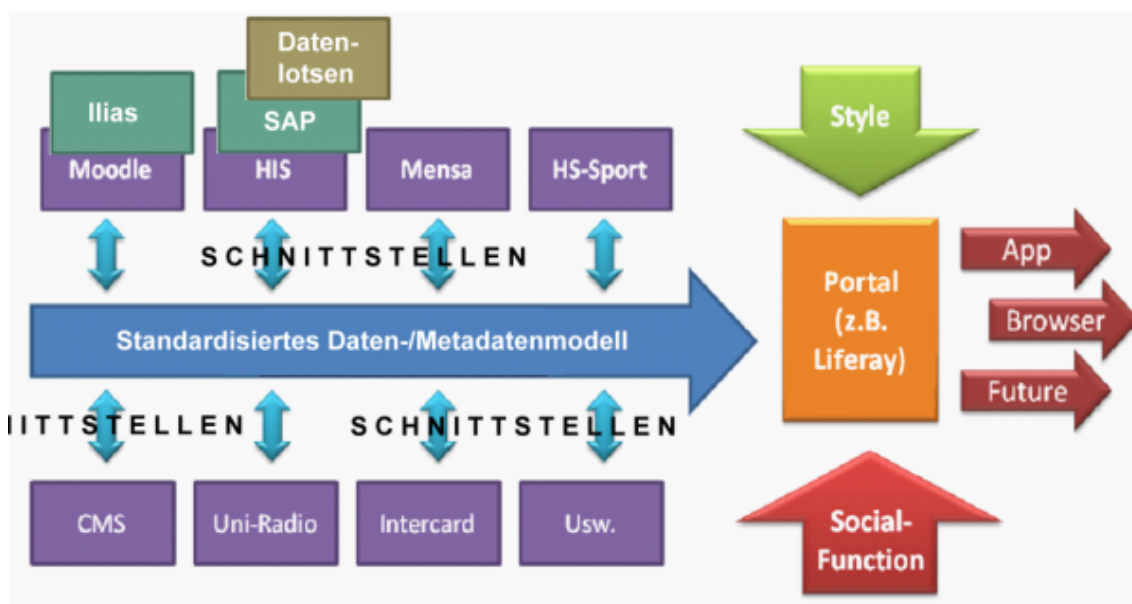 Daten-
lotsen
Ilias
SAP
Style
Moodle
HIS
Mensa
HS-Sport
SCHNITTSTELLEN
App
Portal
(z.B.
Liferay)
Browser
Standardisiertes Daten-/Metadatenmodell
Future
NITTSTELLEN
SCHNITTSTELLEN
CMS
Uni-Radio
Intercard
Usw.
Social-
Function